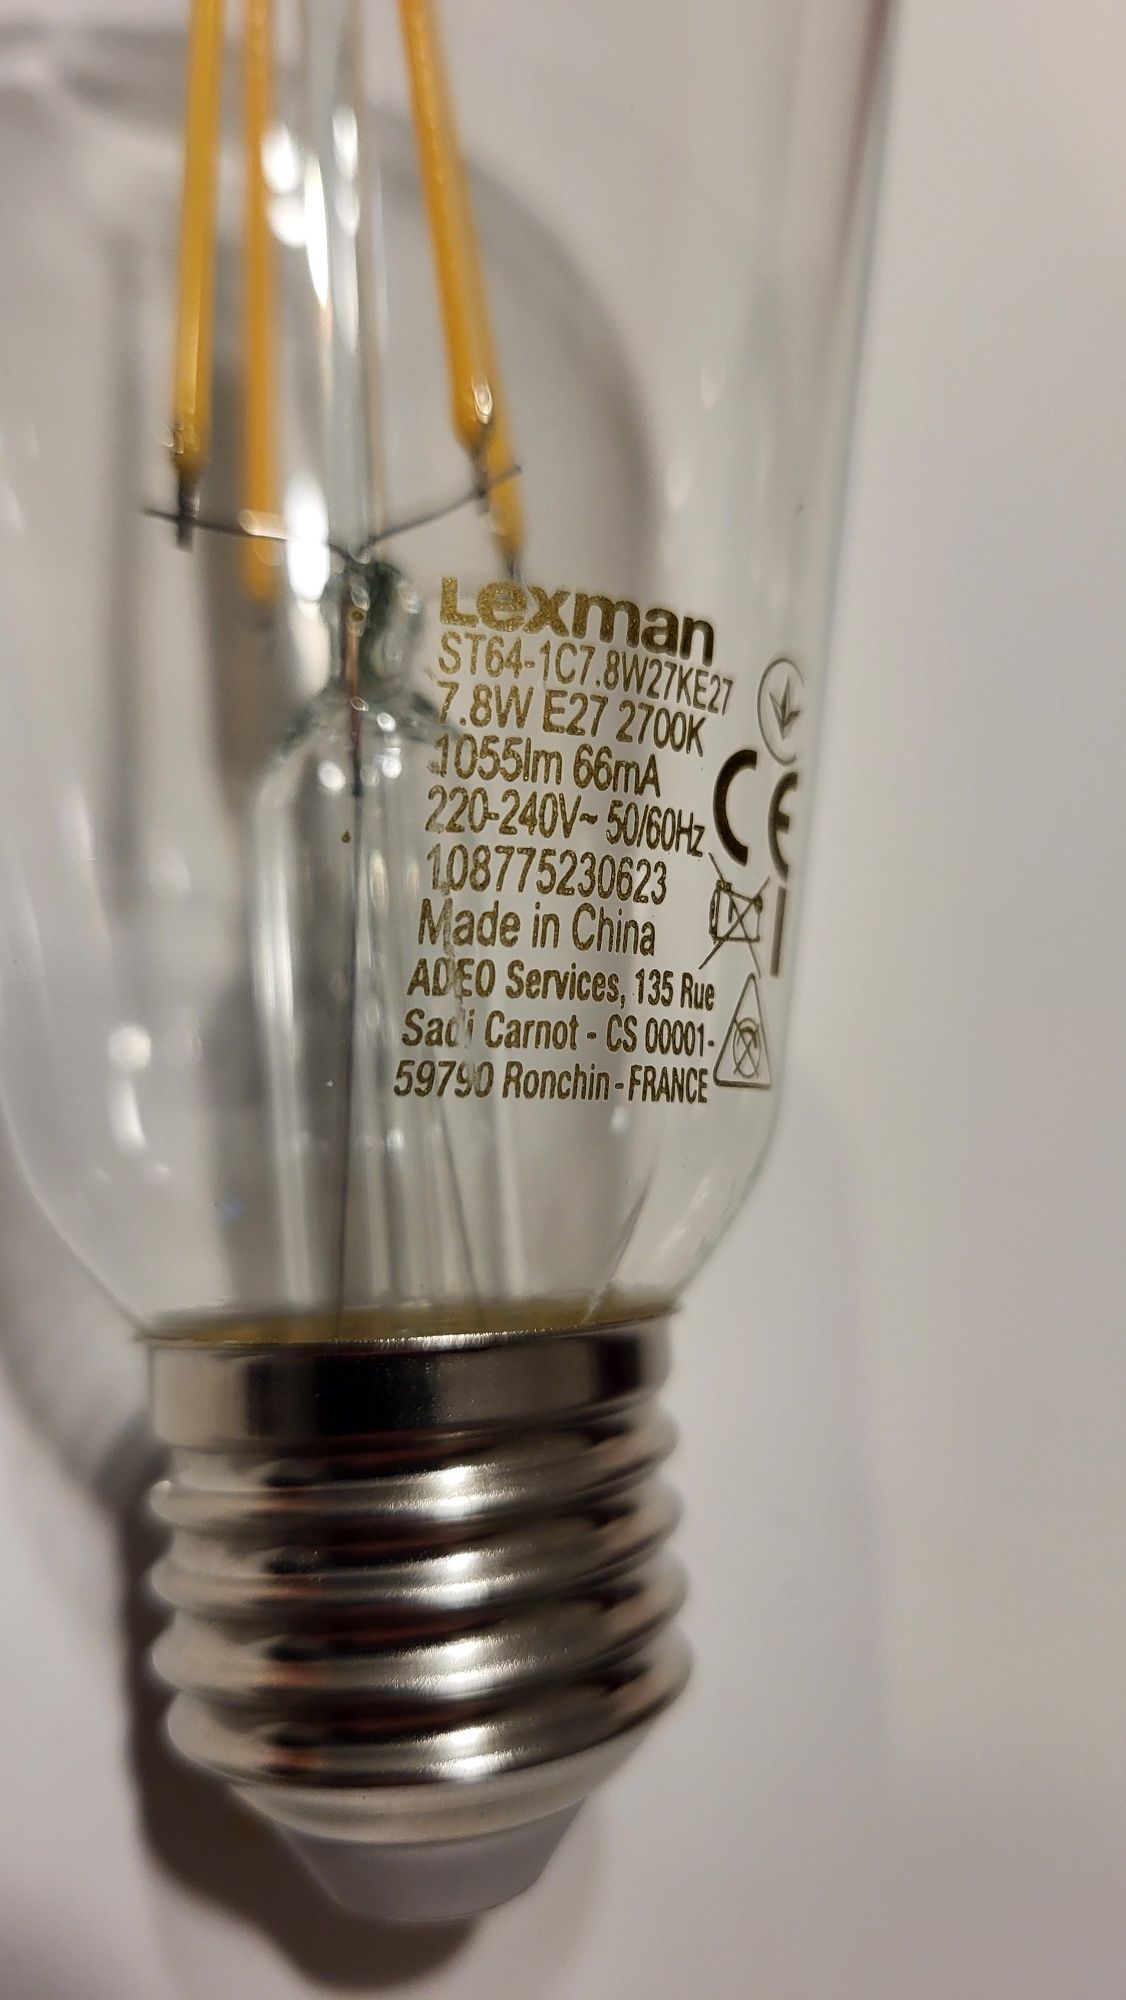 Lexman
ST64-1C7.8W27KE27
7.8W E27 2700K
1055lm 66mA
220-240V~ 50/60Hz
108775230623
Made in China
ADEO Services, 135 Rue
Sadi Carnot - CS 00001-
59790 Ronchin - FRANCE
CE